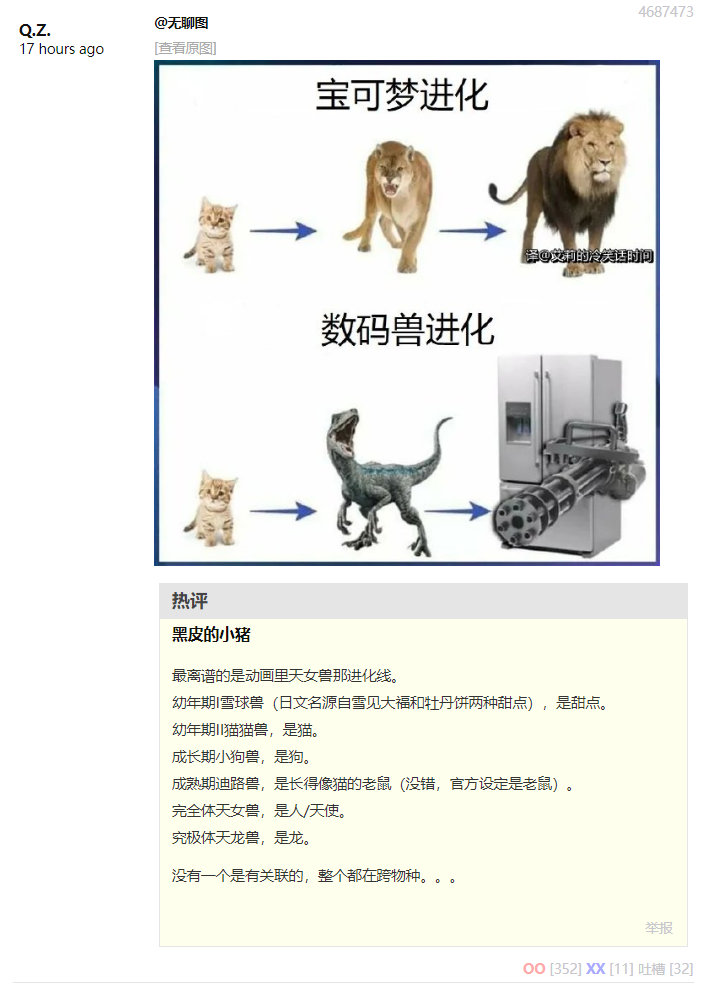 4687473
Q.Z.
17 hours ago
@无聊图
[查看原图]
宝可梦进化
译@艾莉的冷笑话时间
数码兽进化
热评
黑皮的小猪
最离谱的是动画里天女兽那进化线。
幼年期I雪球兽（日文名源自雪见大福和牡丹饼两种甜点），是甜点。
幼年期II猫猫兽，是猫。
成长期小狗兽，是狗。
成熟期迪路兽，是长得像猫的老鼠（没错，官方设定是老鼠）。
完全体天女兽，是人/天使。
究极体天龙兽，是龙。
没有一个是有关联的，整个都在跨物种。。。
举报
OO [352] XX [11] 吐槽 [32]